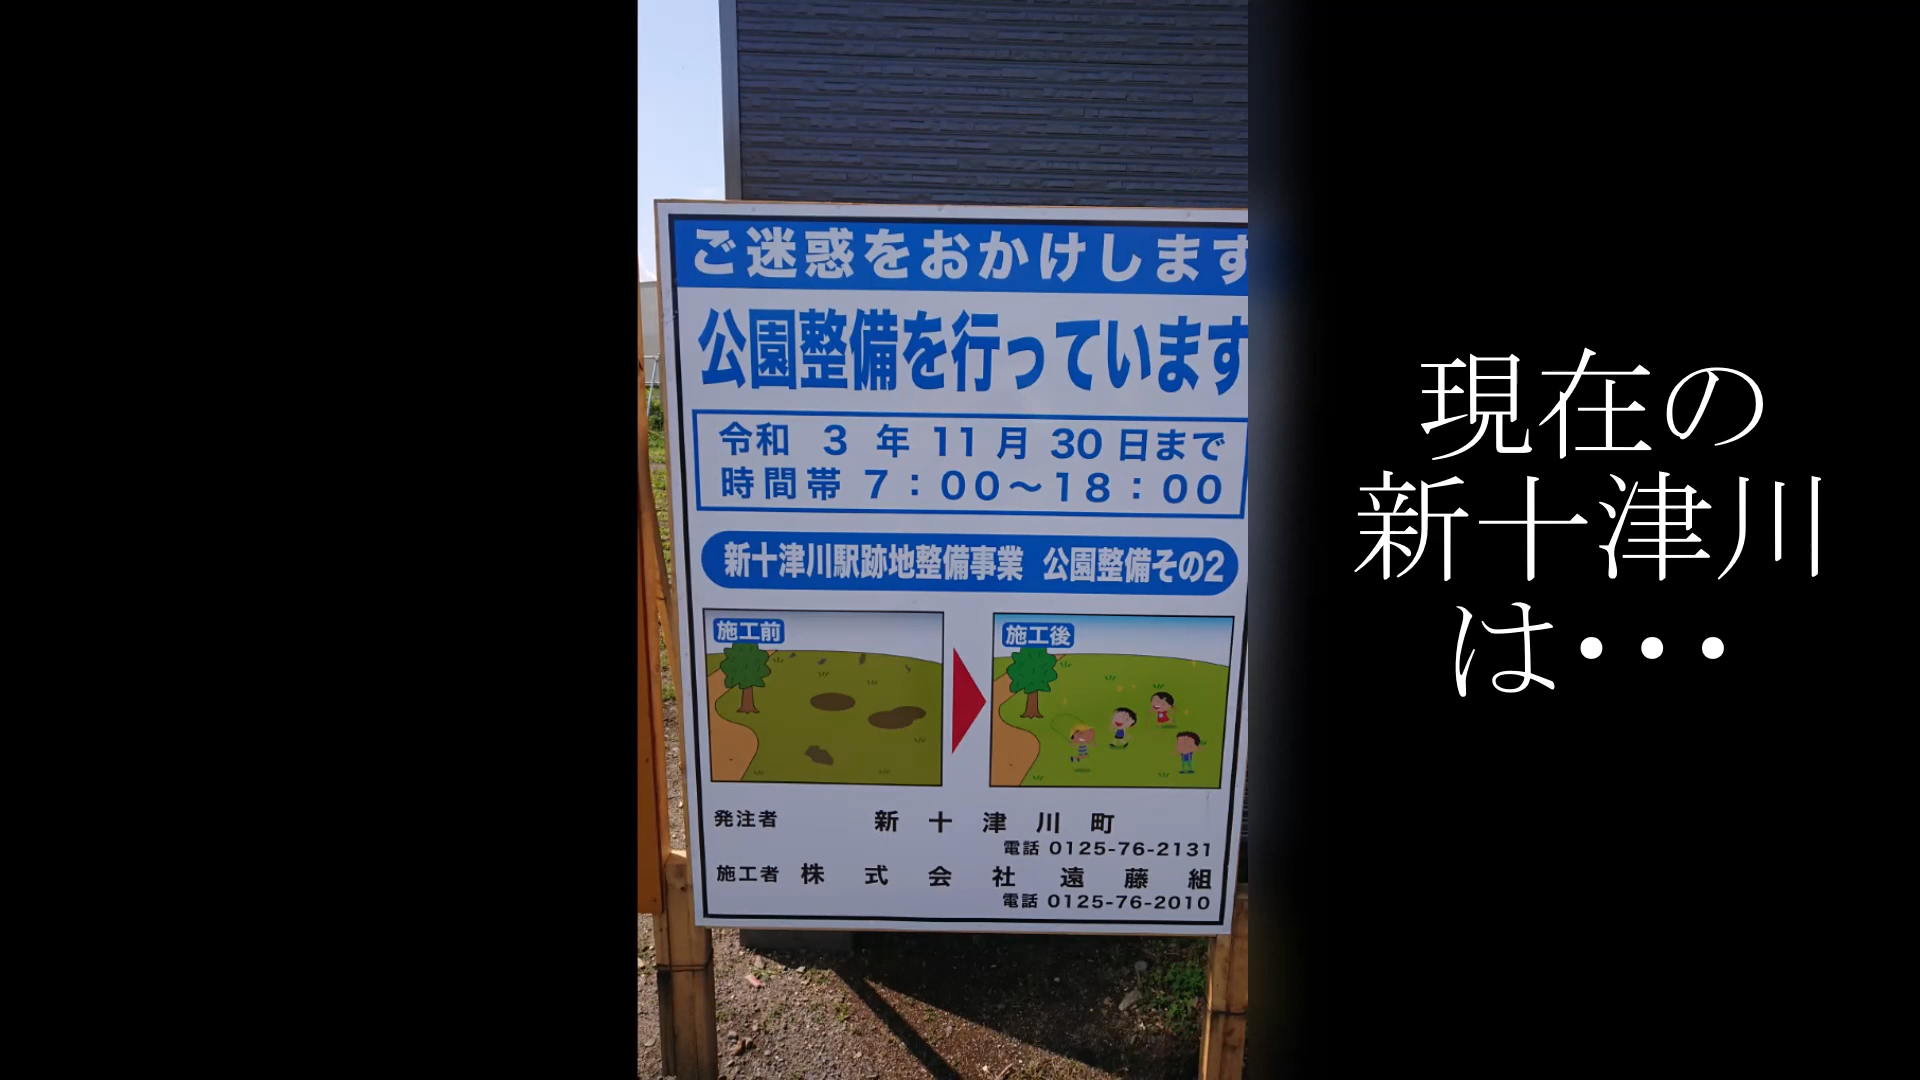 ご迷惑をおかけします
公園整備を行っています
令和 3 年 11 月 30 日まで
時間帯 7：00～18：00
新十津川駅跡地整備事業 公園整備その2
施工前
施工後
発注者 新十津川町
電話 0125-76-2131
施工者 株式会社遠藤組
電話 0125-76-2010
現在の
新十津川
は・・・